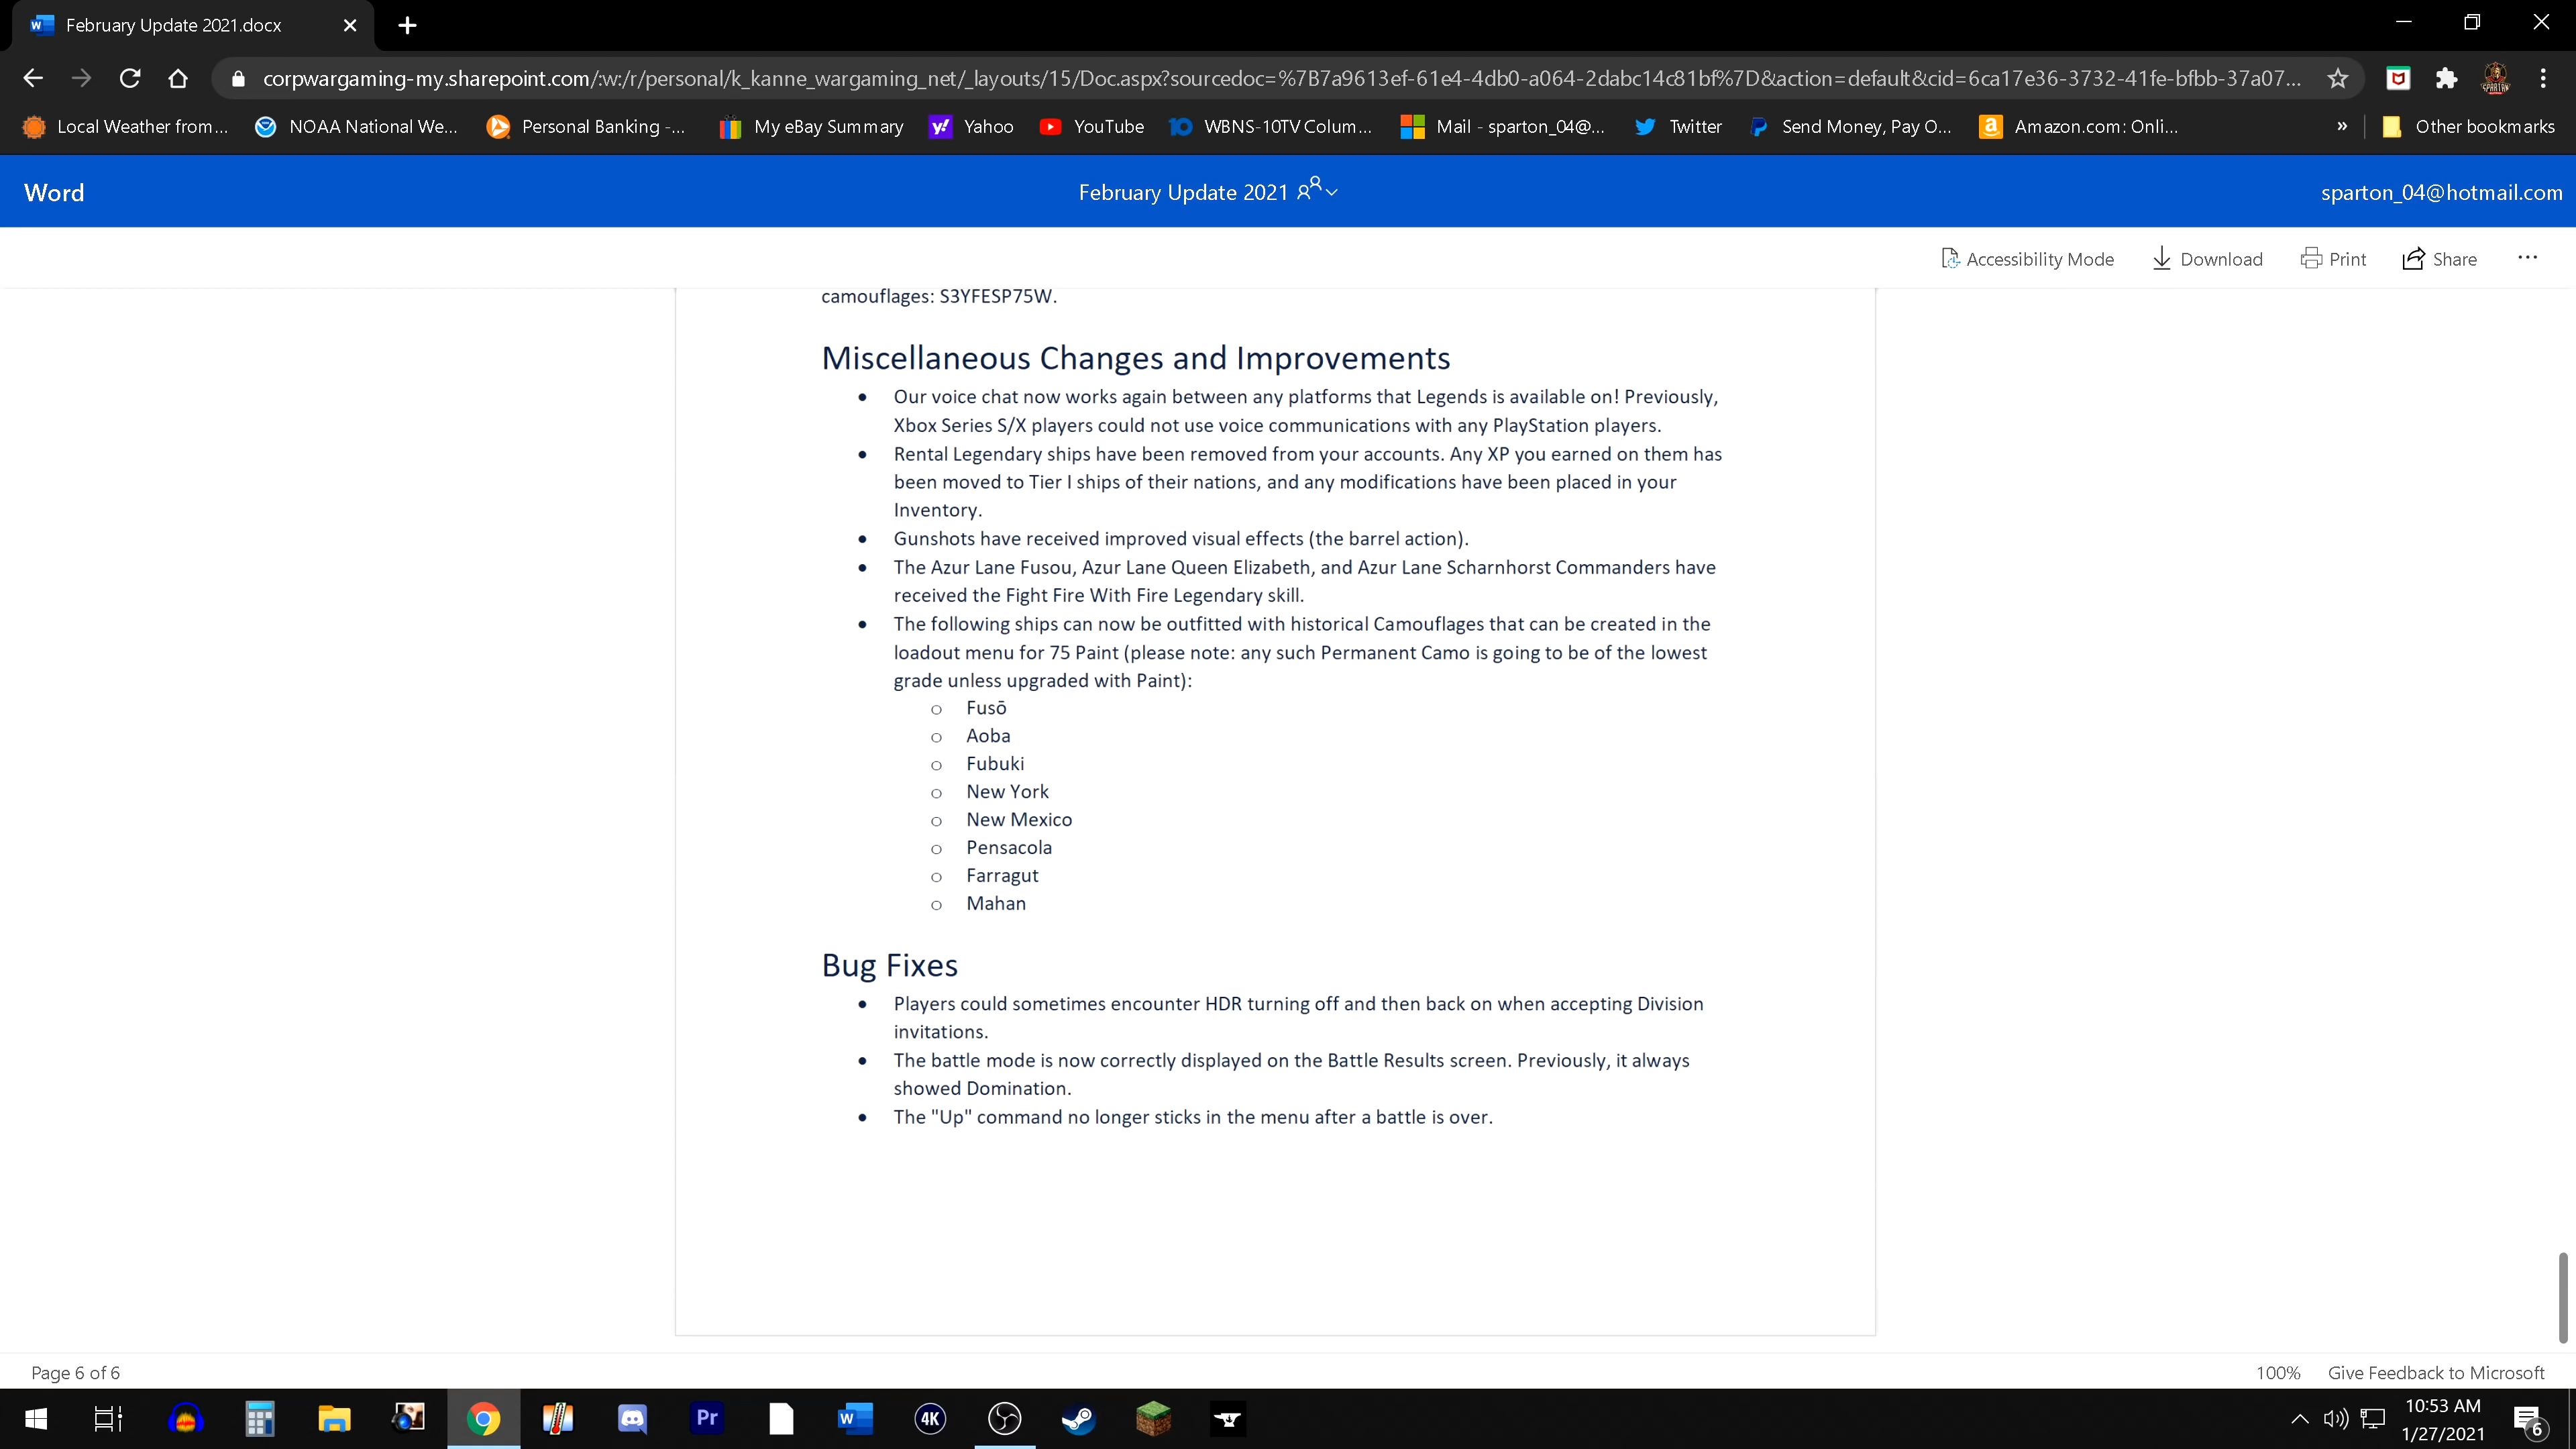 February Update 2021.docx
corpwargaming-my.sharepoint.com/:w:/r/personal/k_kanne_wargaming_net/_layouts/15/Doc.aspx?sourcedoc=%7B7a9613ef-61e4-4db0-a064-2dabc14c81bf%7D&action=default&cid=6ca17e36-3732-41fe-bfbb-37a07...
Local Weather from... NOAA National We... Personal Banking -... My eBay Summary Yahoo YouTube WBNS-10TV Colum... Mail - sparton_04@... Twitter Send Money, Pay O... Amazon.com: Onli... » Other bookmarks
Word February Update 2021 sparton_04@hotmail.com
Accessibility Mode Download Print Share ...
camouflages: S3YFESP75W.
Miscellaneous Changes and Improvements
• Our voice chat now works again between any platforms that Legends is available on! Previously,
Xbox Series S/X players could not use voice communications with any PlayStation players.
• Rental Legendary ships have been removed from your accounts. Any XP you earned on them has
been moved to Tier I ships of their nations, and any modifications have been placed in your
Inventory.
• Gunshots have received improved visual effects (the barrel action).
• The Azur Lane Fusou, Azur Lane Queen Elizabeth, and Azur Lane Scharnhorst Commanders have
received the Fight Fire With Fire Legendary skill.
• The following ships can now be outfitted with historical Camouflages that can be created in the
loadout menu for 75 Paint (please note: any such Permanent Camo is going to be of the lowest
grade unless upgraded with Paint):
o Fusō
o Aoba
o Fubuki
o New York
o New Mexico
o Pensacola
o Farragut
o Mahan
Bug Fixes
• Players could sometimes encounter HDR turning off and then back on when accepting Division
invitations.
• The battle mode is now correctly displayed on the Battle Results screen. Previously, it always
showed Domination.
• The "Up" command no longer sticks in the menu after a battle is over.
Page 6 of 6 100% Give Feedback to Microsoft
Pr W 4K 10:53 AM
1/27/2021 6